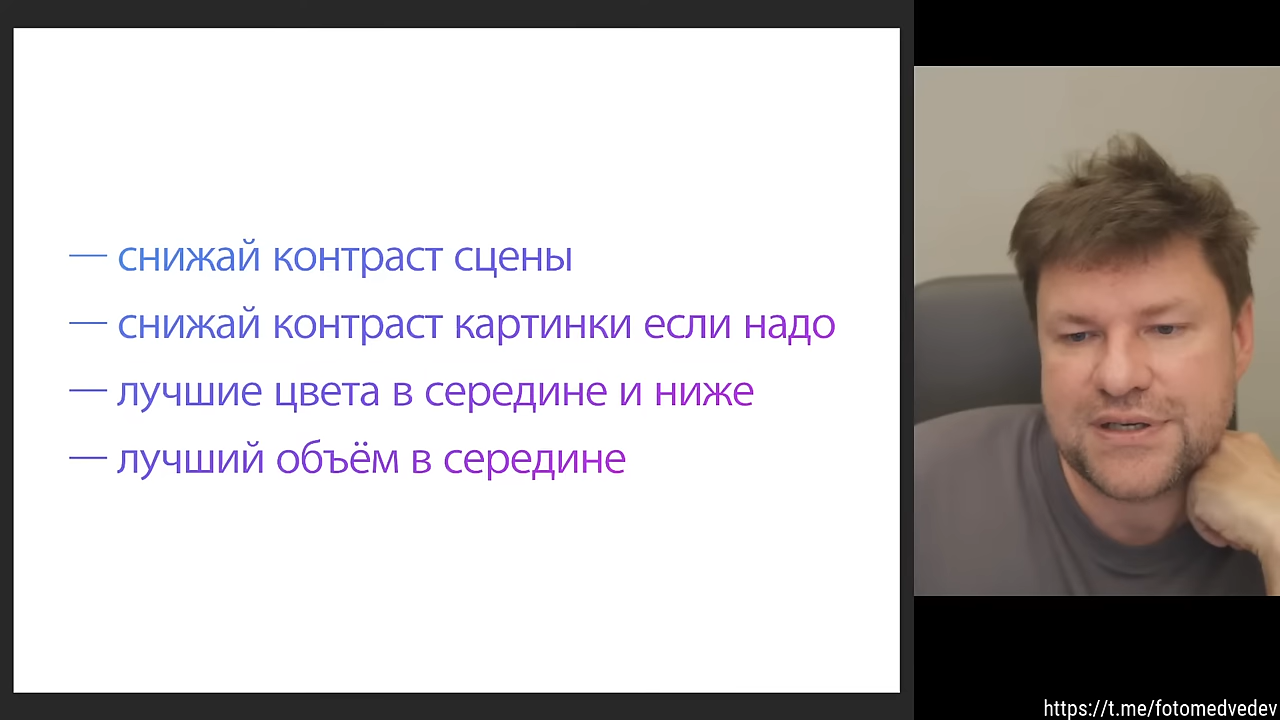 — снижай контраст сцены
— снижай контраст картинки если надо
— лучшие цвета в середине и ниже
— лучший объём в середине
https://t.me/fotomedvedev